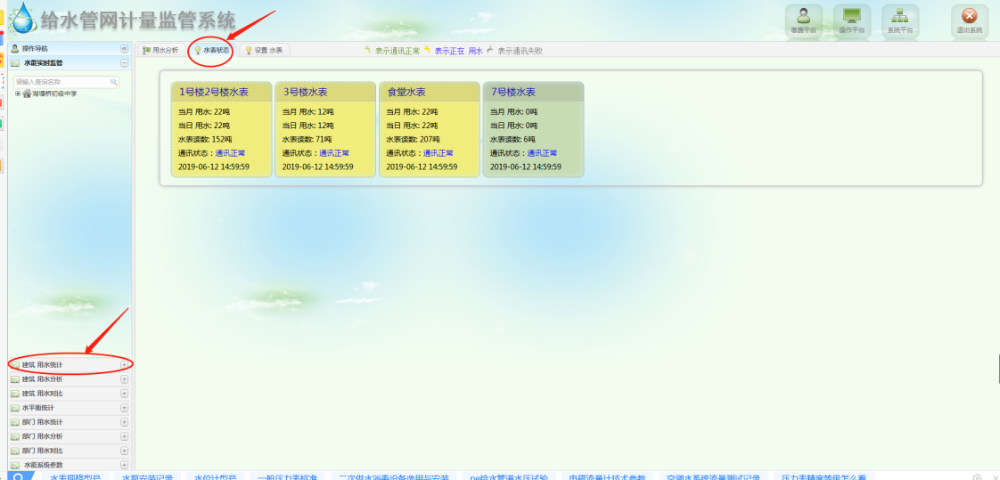 给水管网计量监管系统
缴费平台 操作平台 系统平台 退出系统
操作导航
用水分析 水表状态 设置 水表 表示通讯正常 表示正在 用水 表示通讯失败
水能实时监管
请输入查询名称
湖塘桥初级中学
1号楼2号楼水表
当月 用水: 22吨
当日 用水: 22吨
水表读数: 152吨
通讯状态：通讯正常
2019-06-12 14:59:59
3号楼水表
当月 用水: 12吨
当日 用水: 12吨
水表读数: 71吨
通讯状态：通讯正常
2019-06-12 14:59:59
食堂水表
当月 用水: 22吨
当日 用水: 22吨
水表读数: 207吨
通讯状态：通讯正常
2019-06-12 14:59:59
7号楼水表
当月 用水: 0吨
当日 用水: 0吨
水表读数: 6吨
通讯状态：通讯正常
2019-06-12 14:59:59
建筑 用水统计
建筑 用水分析
建筑 用水对比
水平衡统计
部门 用水统计
部门 用水分析
部门 用水对比
水能系统参数
水表规格型号 水泵安装记录 水位计型号 一般压力表标准 二次供水消毒设备选用与安装 pe给水管道水压试验 电磁流量计技术参数 空调水系统流量测试记录 压力表精度等级怎么看